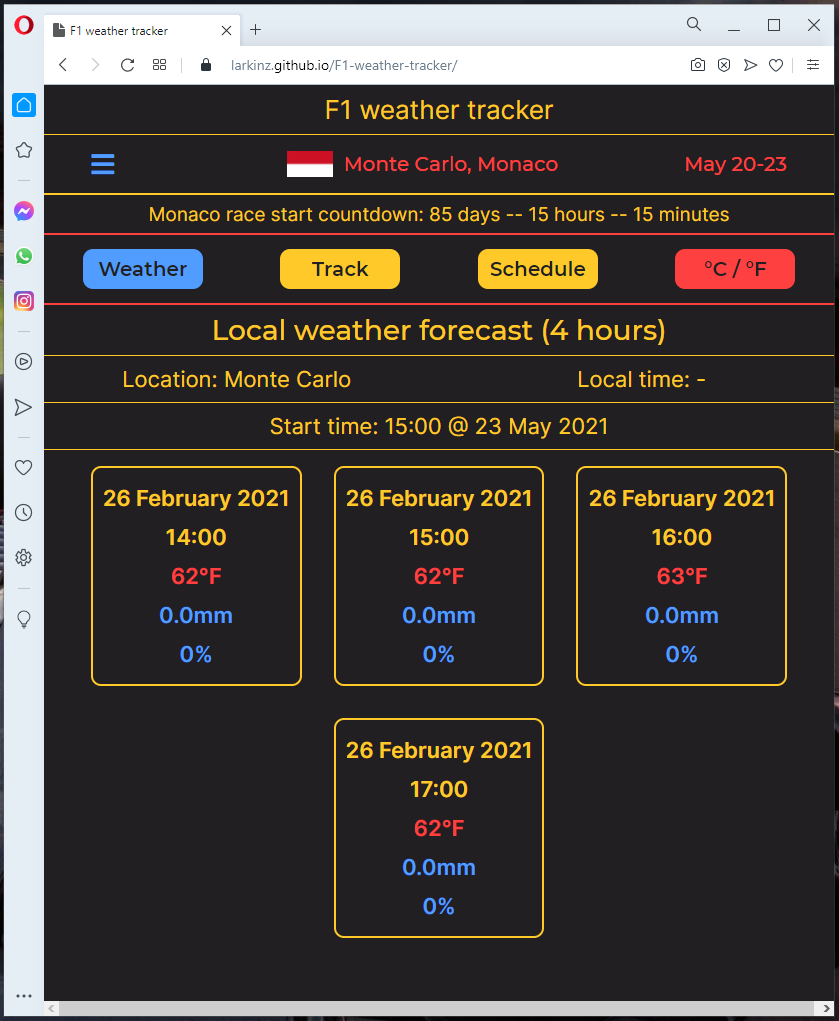 F1 weather tracker
larkinz.github.io/F1-weather-tracker/
F1 weather tracker
Monte Carlo, Monaco May 20-23
Monaco race start countdown: 85 days -- 15 hours -- 15 minutes
Weather Track Schedule °C / °F
Local weather forecast (4 hours)
Location: Monte Carlo Local time: -
Start time: 15:00 @ 23 May 2021
26 February 2021
14:00
62°F
0.0mm
0%
26 February 2021
15:00
62°F
0.0mm
0%
26 February 2021
16:00
63°F
0.0mm
0%
26 February 2021
17:00
62°F
0.0mm
0%